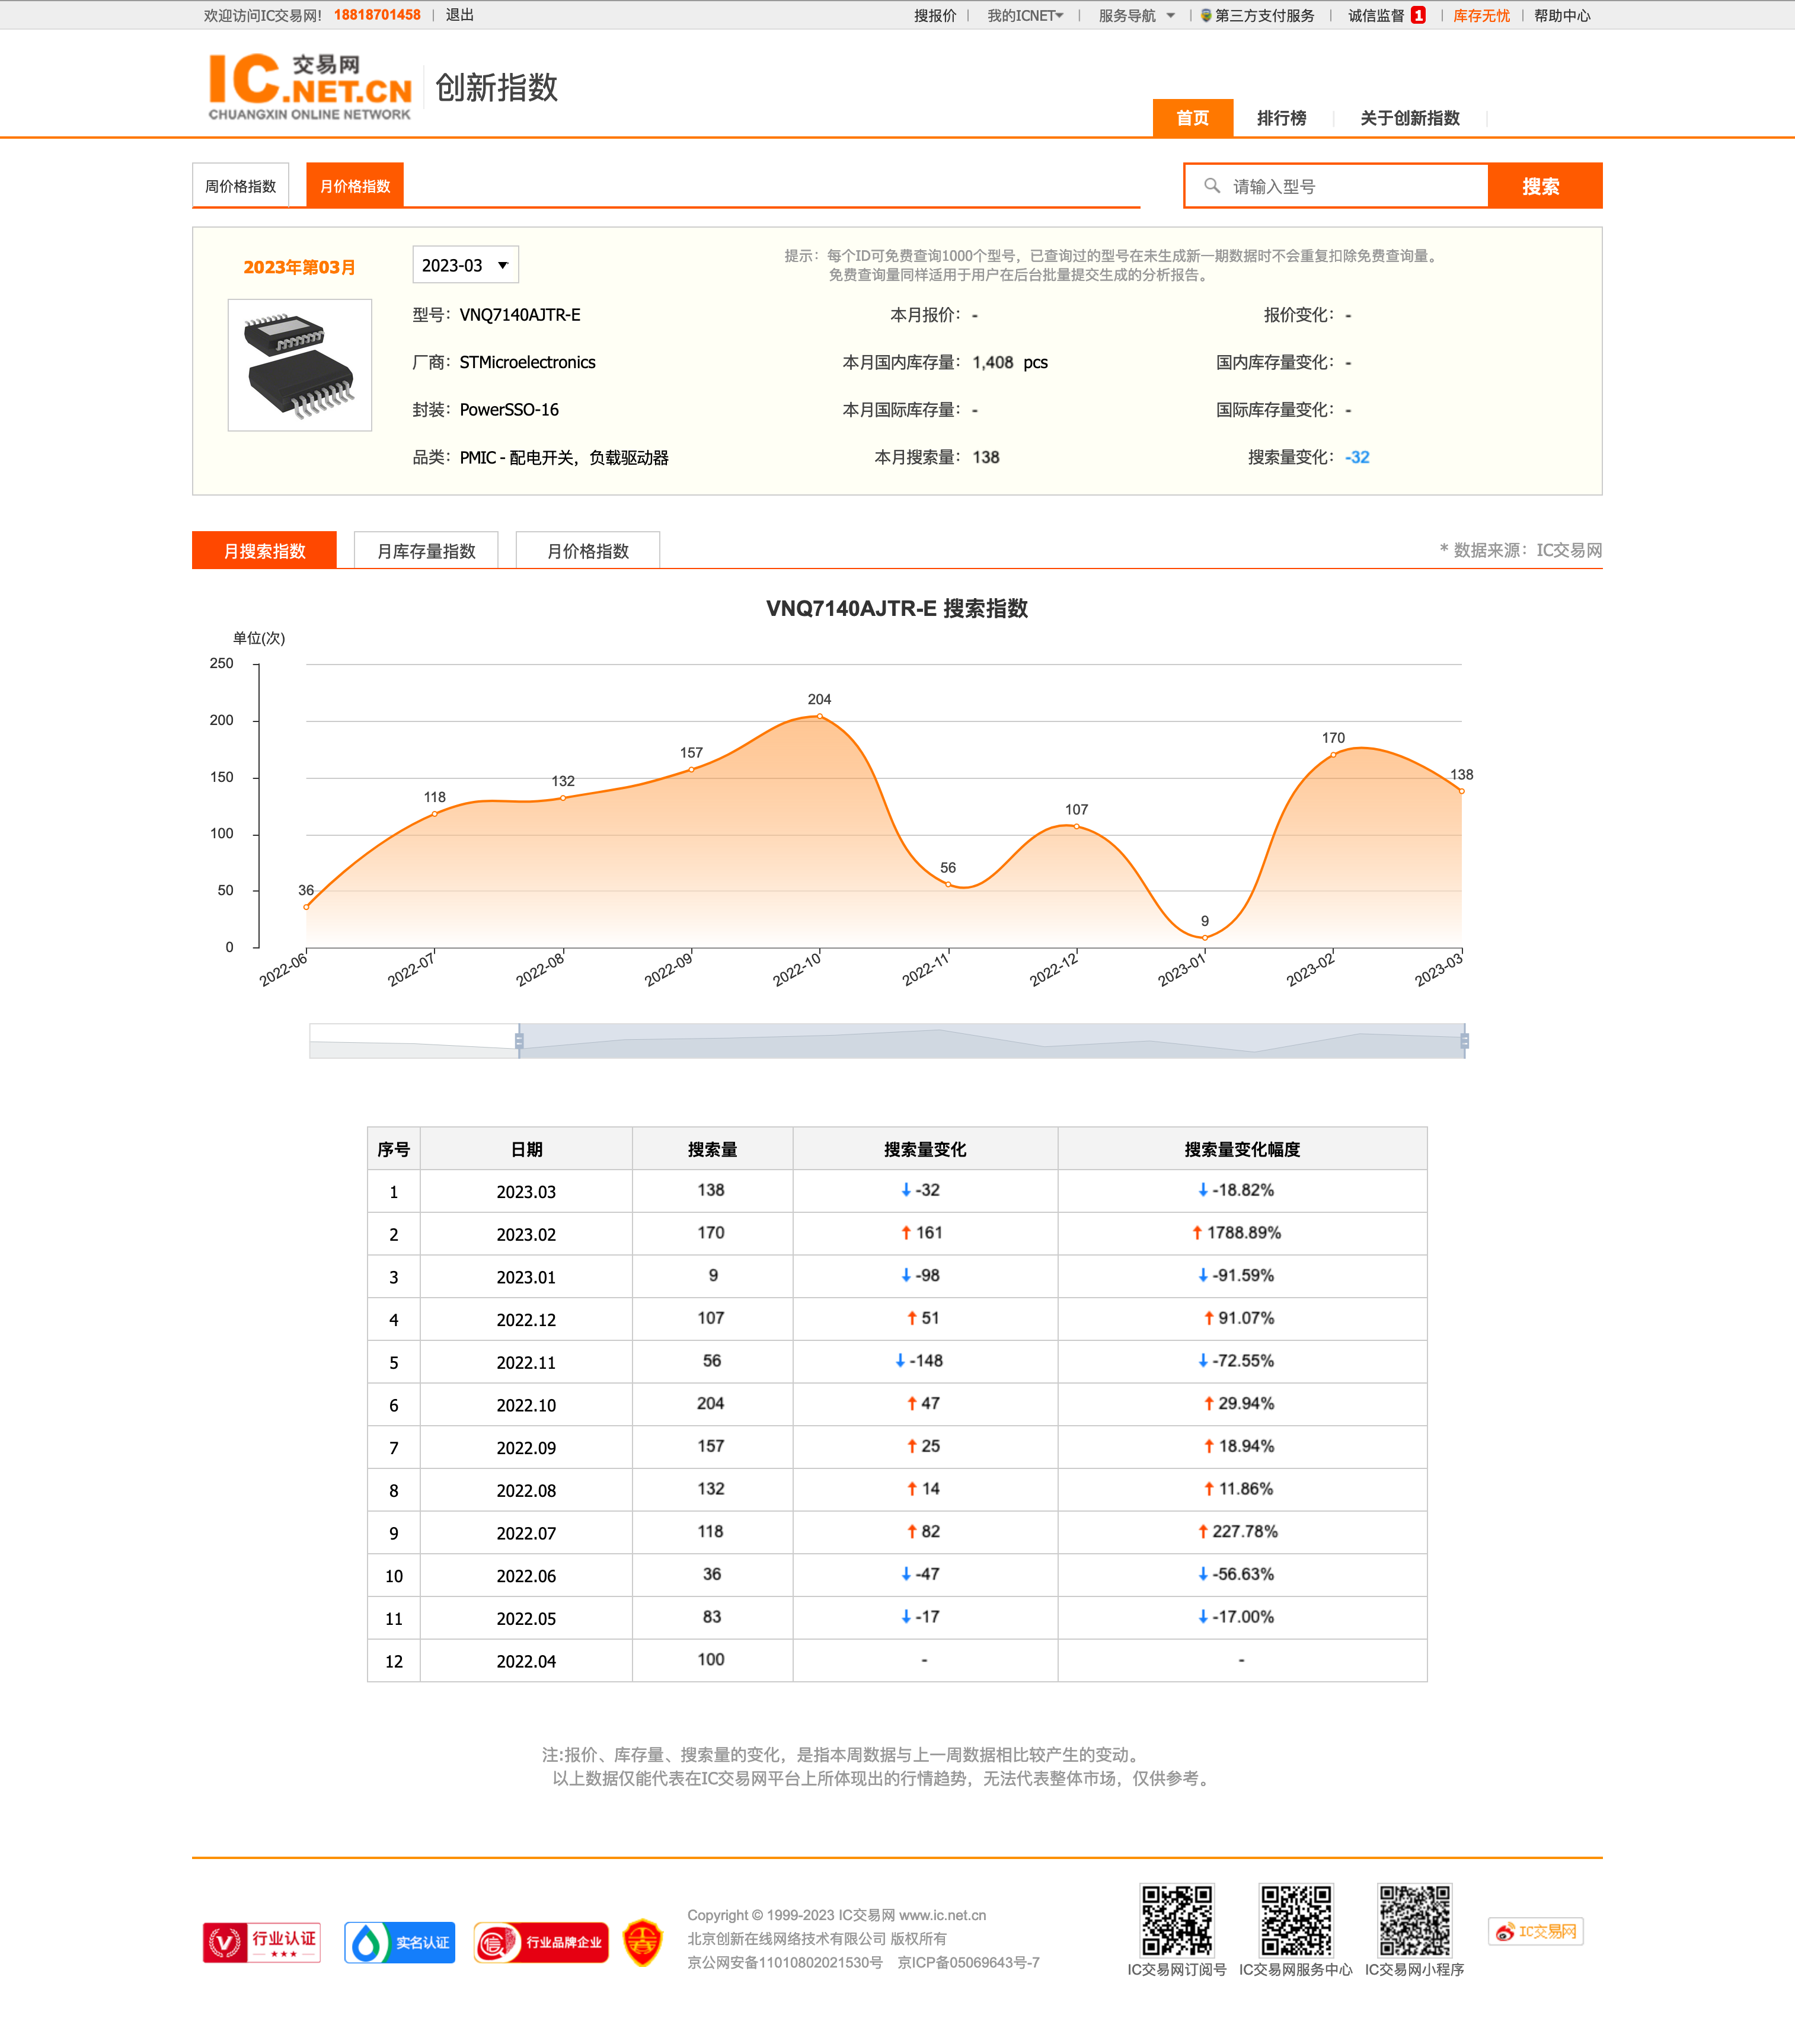 欢迎访问IC交易网! 18818701458 | 退出 搜报价 | 我的ICNET | 服务导航 | 第三方支付服务 | 诚信监督 1 | 库存无忧 | 帮助中心
IC交易网
.NET.CN
CHUANGXIN ONLINE NETWORK
创新指数
首页 排行榜 关于创新指数
周价格指数 月价格指数 请输入型号 搜索
2023年第03月 2023-03
提示：每个ID可免费查询1000个型号，已查询过的型号在未生成新一期数据时不会重复扣除免费查询量。
免费查询量同样适用于用户在后台批量提交生成的分析报告。
型号：VNQ7140AJTR-E 本月报价：- 报价变化：-
厂商：STMicroelectronics 本月国内库存量：1,408 pcs 国内库存量变化：-
封装：PowerSSO-16 本月国际库存量：- 国际库存量变化：-
品类：PMIC - 配电开关，负载驱动器 本月搜索量：138 搜索量变化：-32
月搜索指数 月库存量指数 月价格指数 * 数据来源：IC交易网
VNQ7140AJTR-E 搜索指数
单位(次)
250
200
150
100
50
0
36 118 132 157 204 56 107 9 170 138
2022-06 2022-07 2022-08 2022-09 2022-10 2022-11 2022-12 2023-01 2023-02 2023-03
序号 日期 搜索量 搜索量变化 搜索量变化幅度
1 2023.03 138 ↓ -32 ↓ -18.82%
2 2023.02 170 ↑ 161 ↑ 1788.89%
3 2023.01 9 ↓ -98 ↓ -91.59%
4 2022.12 107 ↑ 51 ↑ 91.07%
5 2022.11 56 ↓ -148 ↓ -72.55%
6 2022.10 204 ↑ 47 ↑ 29.94%
7 2022.09 157 ↑ 25 ↑ 18.94%
8 2022.08 132 ↑ 14 ↑ 11.86%
9 2022.07 118 ↑ 82 ↑ 227.78%
10 2022.06 36 ↓ -47 ↓ -56.63%
11 2022.05 83 ↓ -17 ↓ -17.00%
12 2022.04 100 - -
注:报价、库存量、搜索量的变化，是指本周数据与上一周数据相比较产生的变动。
以上数据仅能代表在IC交易网平台上所体现出的行情趋势，无法代表整体市场，仅供参考。
V 行业认证
实名认证
信 行业品牌企业
Copyright © 1999-2023 IC交易网 www.ic.net.cn
北京创新在线网络技术有限公司 版权所有
京公网安备11010802021530号 京ICP备05069643号-7
IC交易网订阅号 IC交易网服务中心 IC交易网小程序
IC交易网